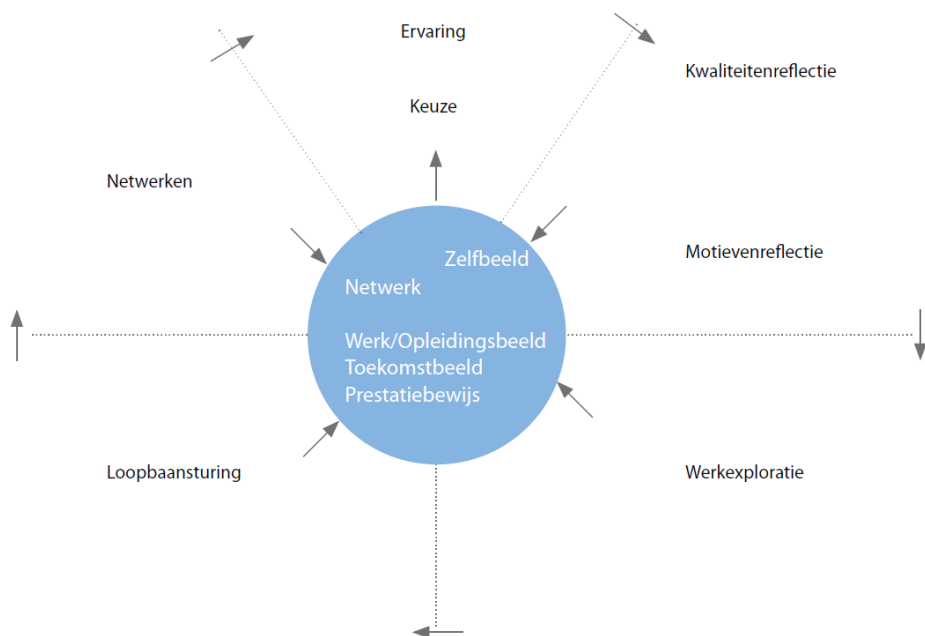 Ervaring
Kwaliteitenreflectie
Keuze
Netwerken
Motievenreflectie
Zelfbeeld
Netwerk
Werk/Opleidingsbeeld
Toekomstbeeld
Prestatiebewijs
Loopbaansturing
Werkexploratie